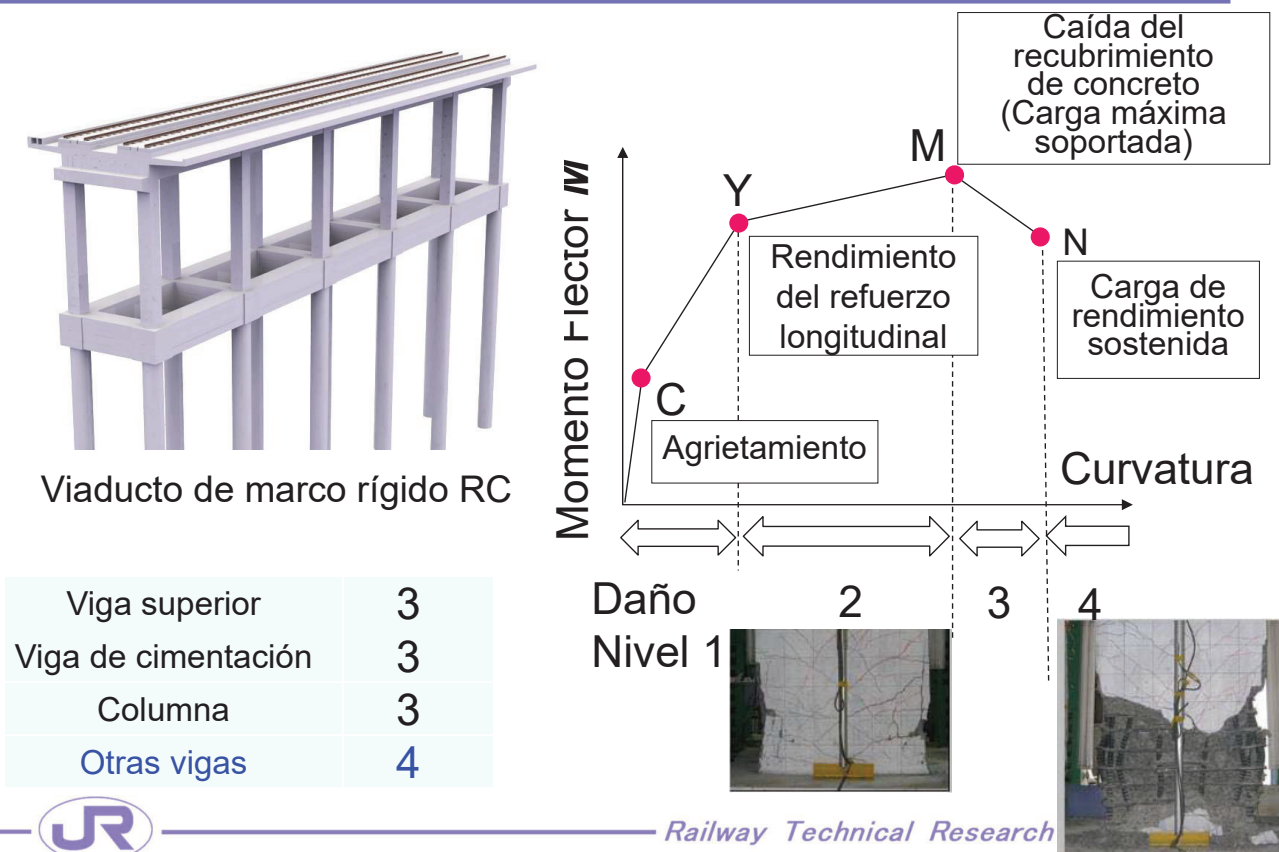 Caída del
recubrimiento
de concreto
(Carga máxima
soportada)
M
Y
N
C
Momento Flector M
Rendimiento
del refuerzo
longitudinal
Carga de
rendimiento
sostenida
Agrietamiento
Curvatura
Viaducto de marco rígido RC
Daño
Nivel 1
2
3
4
Viga superior 3
Viga de cimentación 3
Columna 3
Otras vigas 4
JR
Railway Technical Research